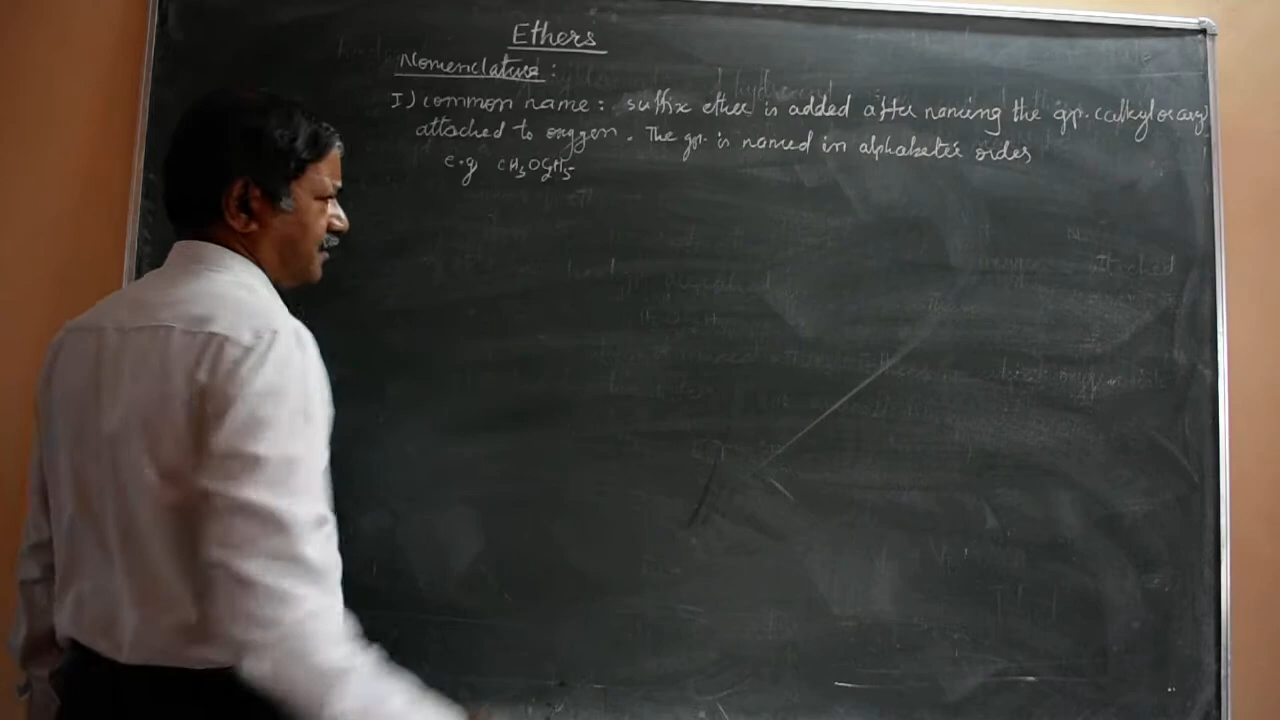 Ethers
Nomenclature :
I) common name : suffix ether is added after naming the gp. (alkyl or aryl
attached to oxygen. The gp. is named in alphabetic order
e.g CH3OC2H5